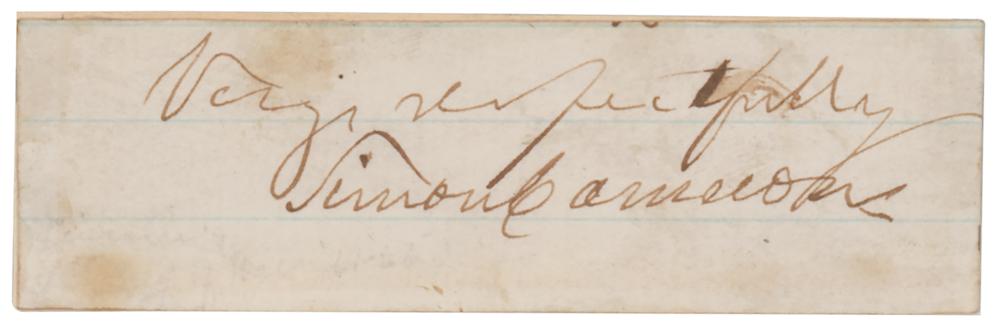 Very, respectfully
Simon Cameron